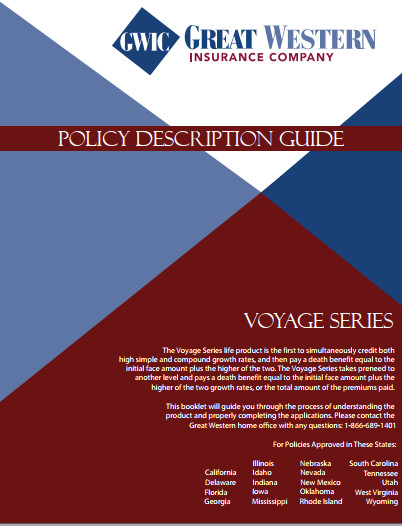 GWIC
GREAT WESTERN
INSURANCE COMPANY
POLICY DESCRIPTION GUIDE
VOYAGE SERIES
The Voyage Series life product is the first to simultaneously credit both
high simple and compound growth rates, and then pay a death benefit equal to the
initial face amount plus the higher of the two. The Voyage Series takes preneed to
another level and pays a death benefit equal to the initial face amount plus the
higher of the two growth rates, or the total amount of the premiums paid.
This booklet will guide you through the process of understanding the
product and properly completing the applications. Please contact the
Great Western home office with any questions: 1-866-689-1401
For Policies Approved in These States:
California
Delaware
Florida
Georgia
Illinois
Idaho
Indiana
Iowa
Mississippi
Nebraska
Nevada
New Mexico
Oklahoma
Rhode Island
South Carolina
Tennessee
Utah
West Virginia
Wyoming